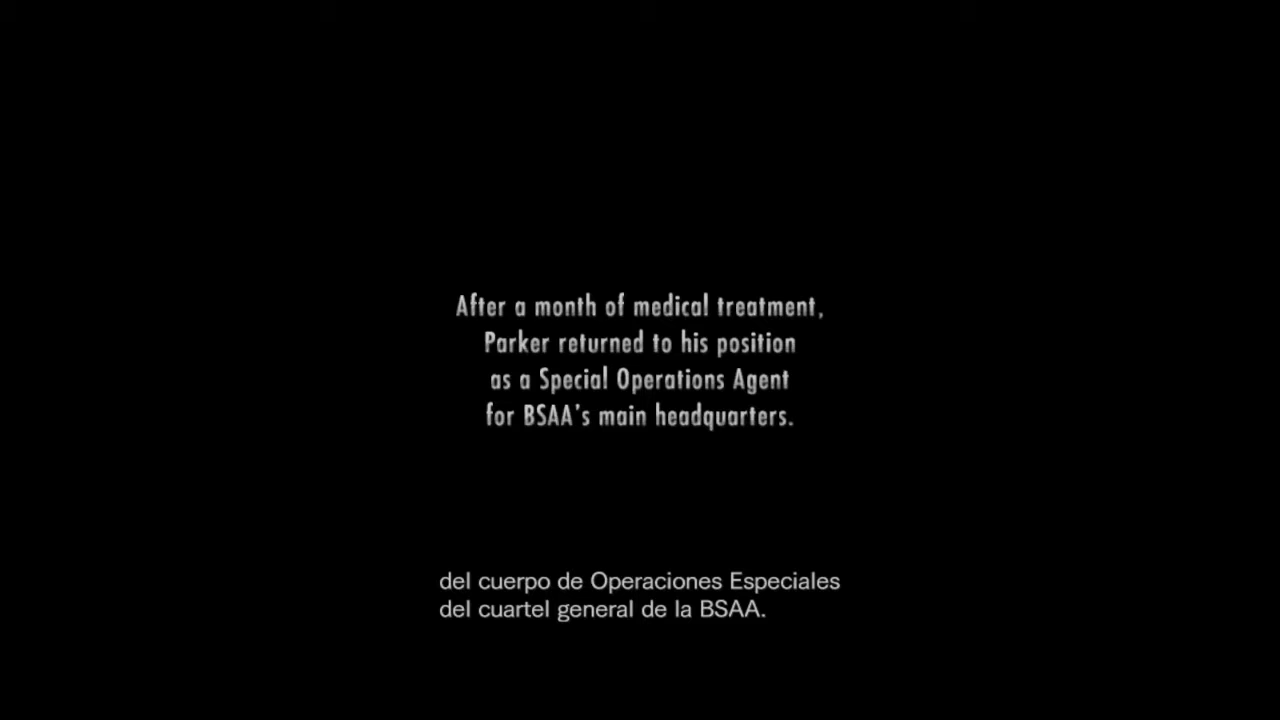 After a month of medical treatment,
Parker returned to his position
as a Special Operations Agent
for BSAA's main headquarters.
del cuerpo de Operaciones Especiales
del cuartel general de la BSAA.